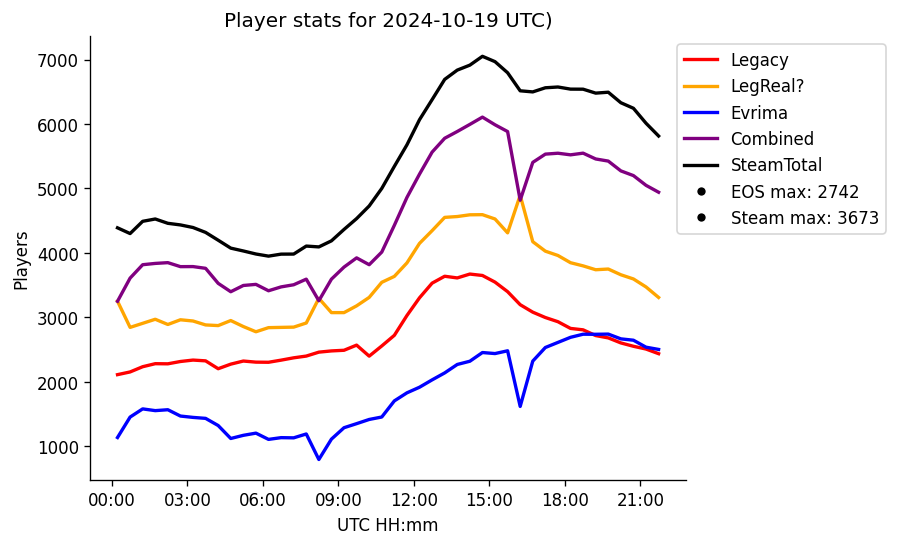 Player stats for 2024-10-19 UTC)
Players
7000
6000
5000
4000
3000
2000
1000
00:00 03:00 06:00 09:00 12:00 15:00 18:00 21:00
UTC HH:mm
Legacy
LegReal?
Evrima
Combined
SteamTotal
EOS max: 2742
Steam max: 3673